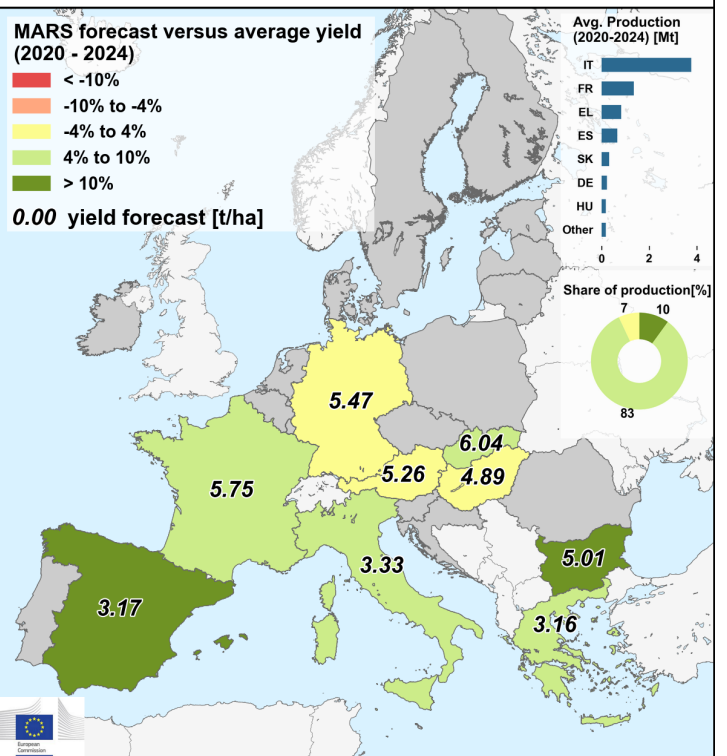 MARS forecast versus average yield
(2020 - 2024)
< -10%
-10% to -4%
-4% to 4%
4% to 10%
> 10%
0.00 yield forecast [t/ha]
Avg. Production
(2020-2024) [Mt]
IT
FR
EL
ES
SK
DE
HU
Other
0 2 4
Share of production[%]
7 10
83
5.47
6.04
5.26
4.89
5.75
3.33
5.01
3.17
3.16
European
Commission